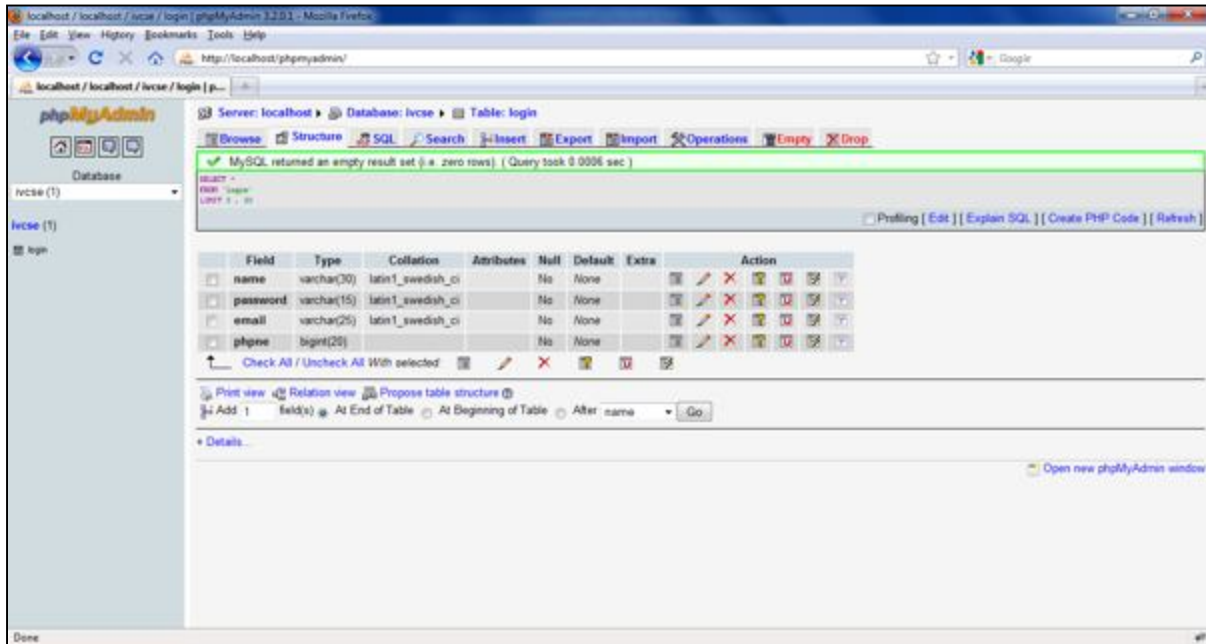 localhost / localhost / ivcse / login | phpMyAdmin 3.2.0.1 - Mozilla Firefox
File Edit View History Bookmarks Tools Help
http://localhost/phpmyadmin/
Google
localhost / localhost / ivcse / login | p...
phpMyAdmin
Server: localhost Database: ivcse Table: login
Browse Structure SQL Search Insert Export Import Operations Empty Drop
MySQL returned an empty result set (i.e. zero rows). ( Query took 0.0006 sec )
SELECT *
FROM `login`
LIMIT 0 , 30
Profiling [ Edit ] [ Explain SQL ] [ Create PHP Code ] [ Refresh ]
Database
ivcse (1)
ivcse (1)
login
Field Type Collation Attributes Null Default Extra Action
name varchar(30) latin1_swedish_ci No None
password varchar(15) latin1_swedish_ci No None
email varchar(25) latin1_swedish_ci No None
phpne bigint(20) No None
Check All / Uncheck All With selected:
Print view Relation view Propose table structure
Add 1 field(s) At End of Table At Beginning of Table After name Go
+ Details...
Open new phpMyAdmin window
Done